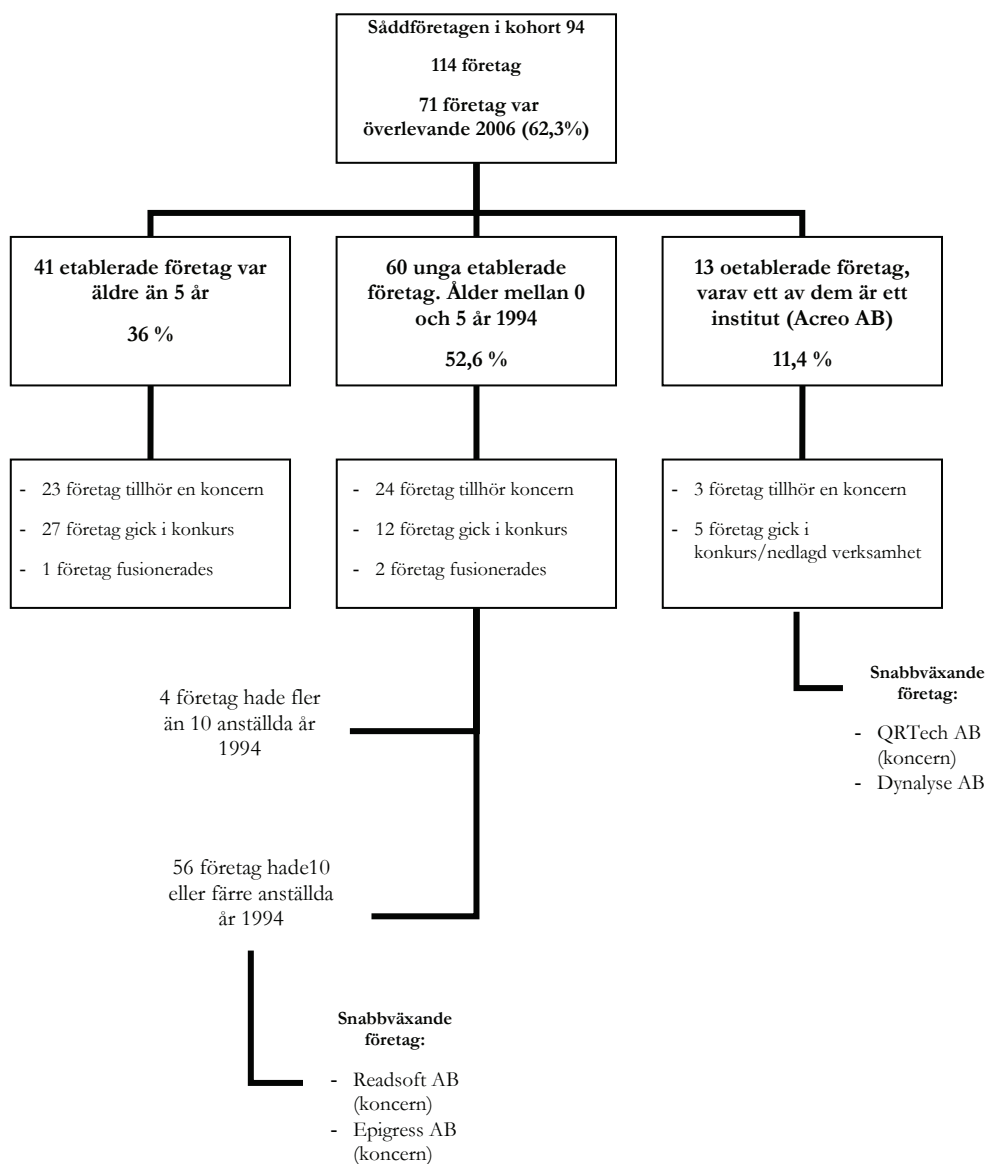 Såddföretagen i kohort 94
114 företag
71 företag var
överlevande 2006 (62,3%)
41 etablerade företag var
äldre än 5 år
36 %
60 unga etablerade
företag. Ålder mellan 0
och 5 år 1994
52,6 %
13 oetablerade företag,
varav ett av dem är ett
institut (Acreo AB)
11,4 %
- 23 företag tillhör en koncern
- 27 företag gick i konkurs
- 1 företag fusionerades
- 24 företag tillhör koncern
- 12 företag gick i konkurs
- 2 företag fusionerades
- 3 företag tillhör en koncern
- 5 företag gick i
konkurs/nedlagd verksamhet
4 företag hade fler
än 10 anställda år
1994
Snabbväxande
företag:
- QRTech AB
(koncern)
- Dynalyse AB
56 företag hade10
eller färre anställda
år 1994
Snabbväxande
företag:
- Readsoft AB
(koncern)
- Epigress AB
(koncern)